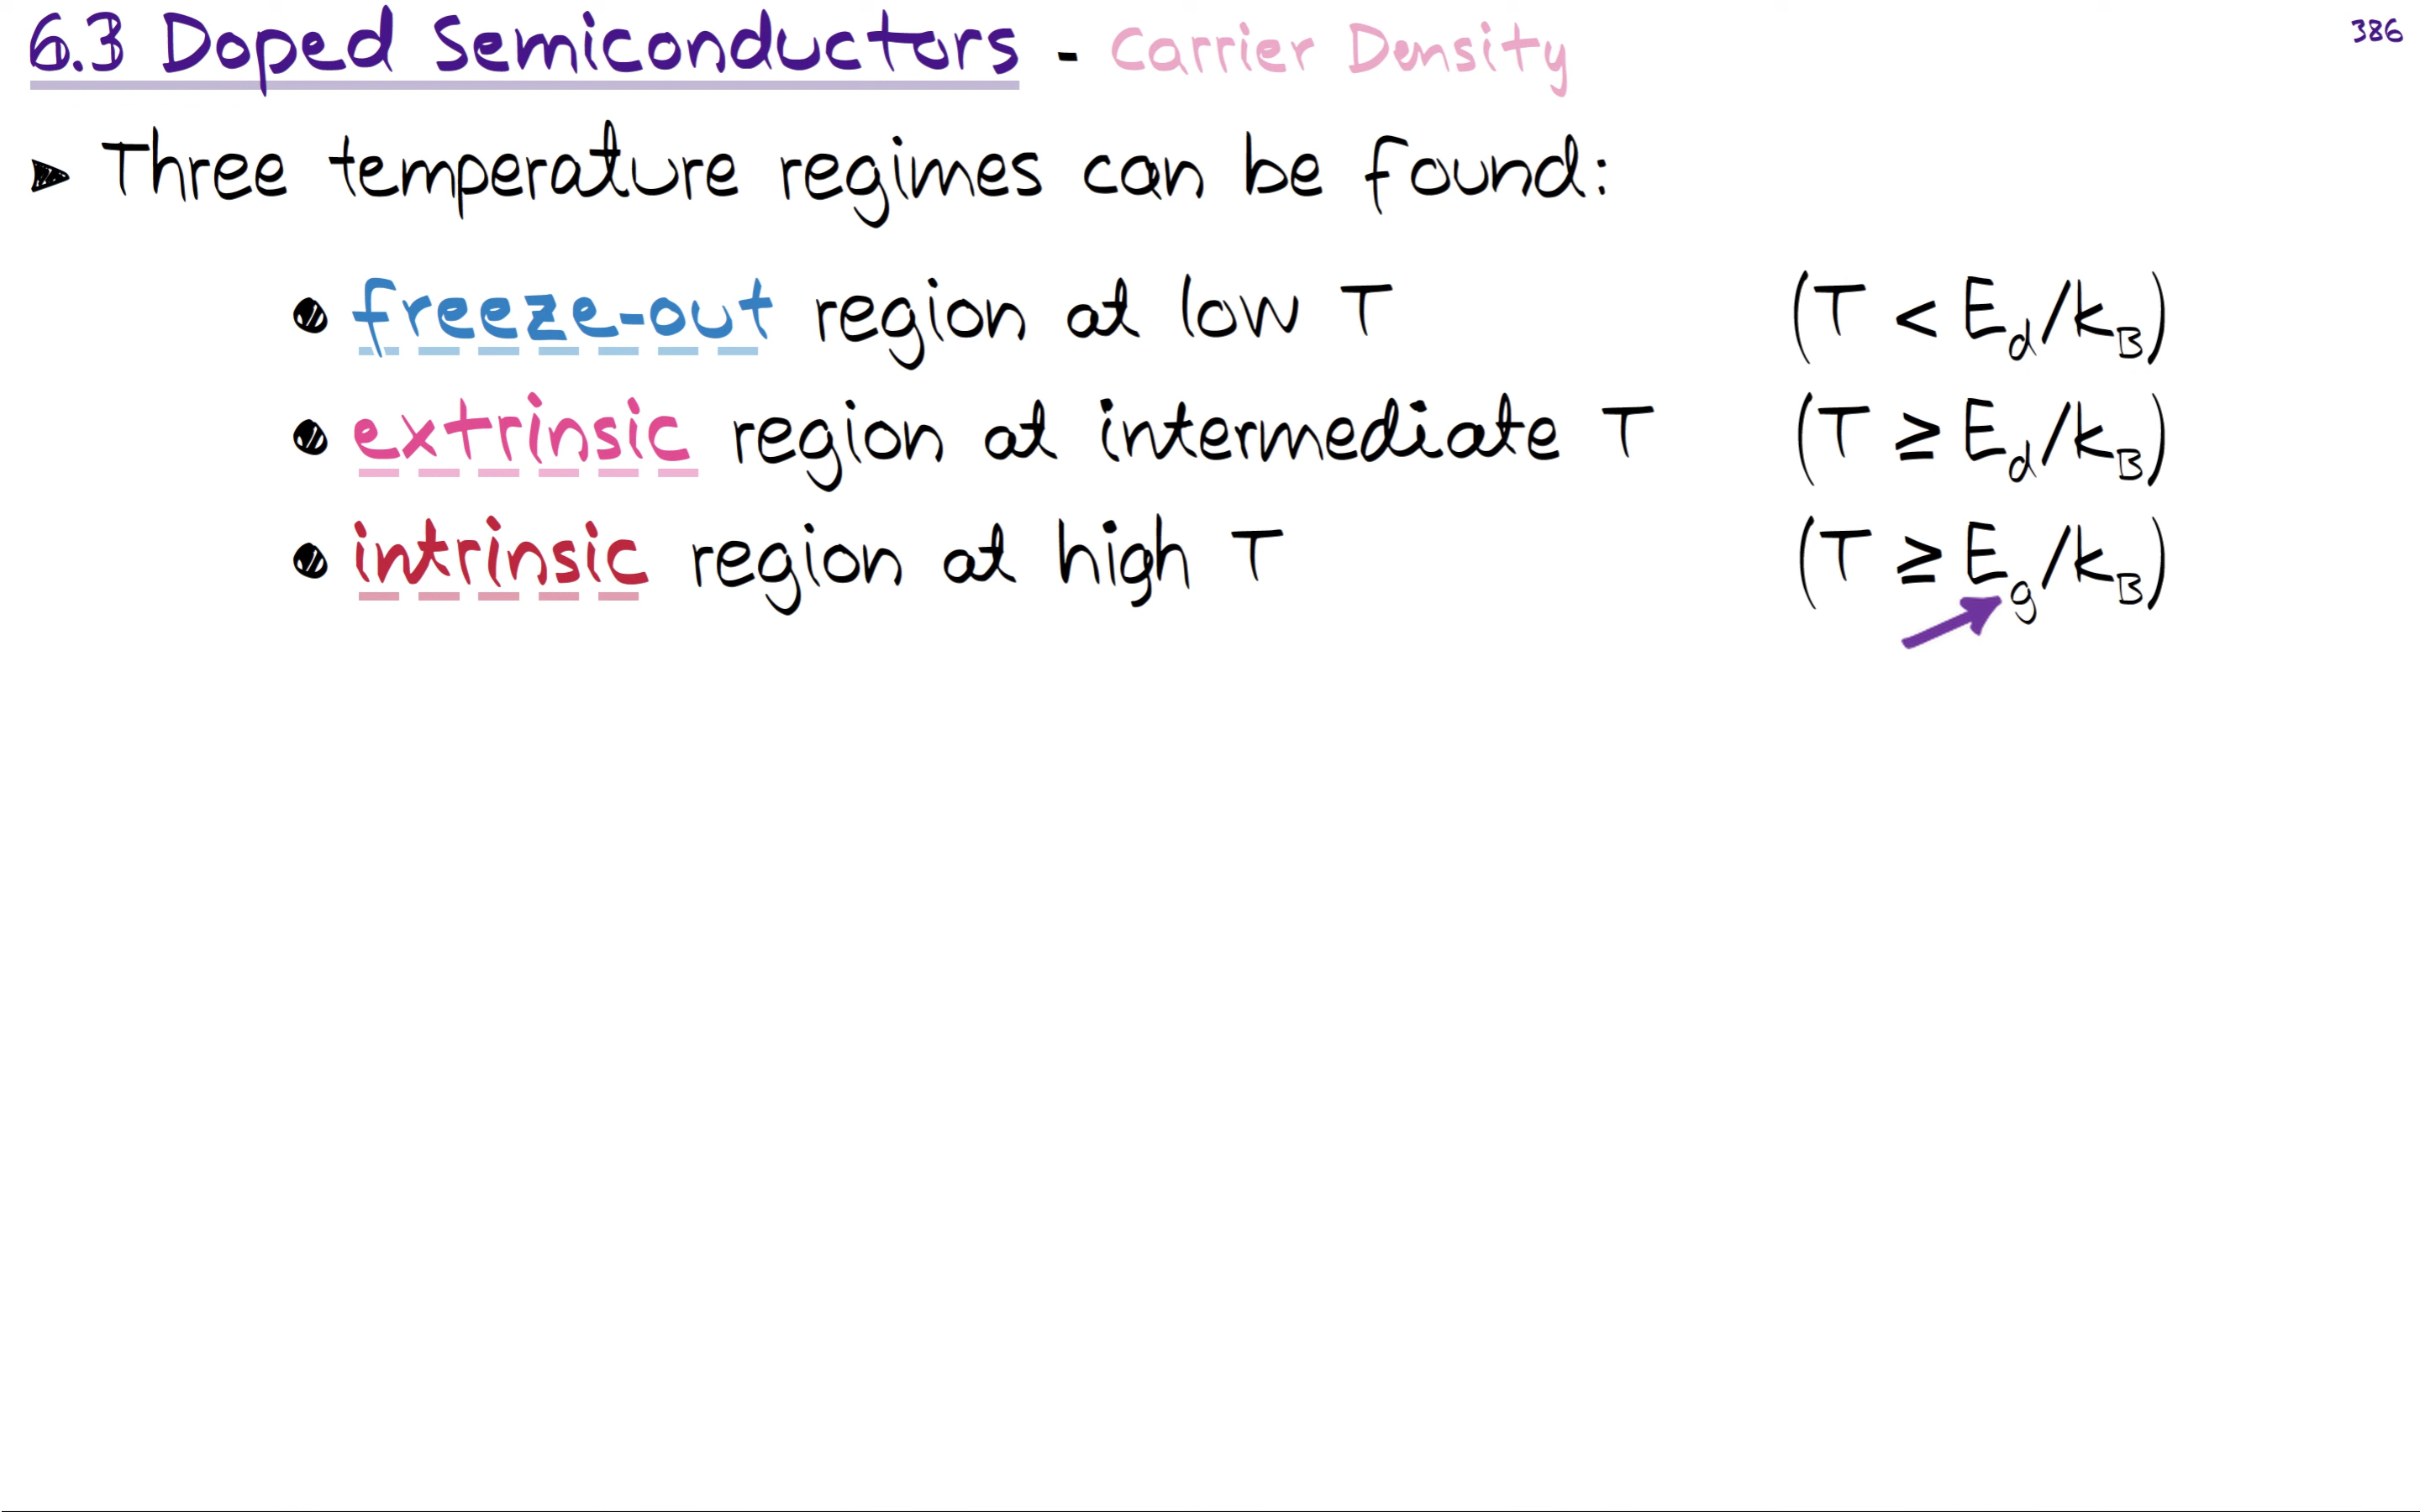 6.3 Doped Semiconductors - Carrier Density 386
▸ Three temperature regimes can be found:
• freeze-out region at low T (T < E_d/k_B)
• extrinsic region at intermediate T (T ≥ E_d/k_B)
• intrinsic region at high T (T ≥ E_g/k_B)